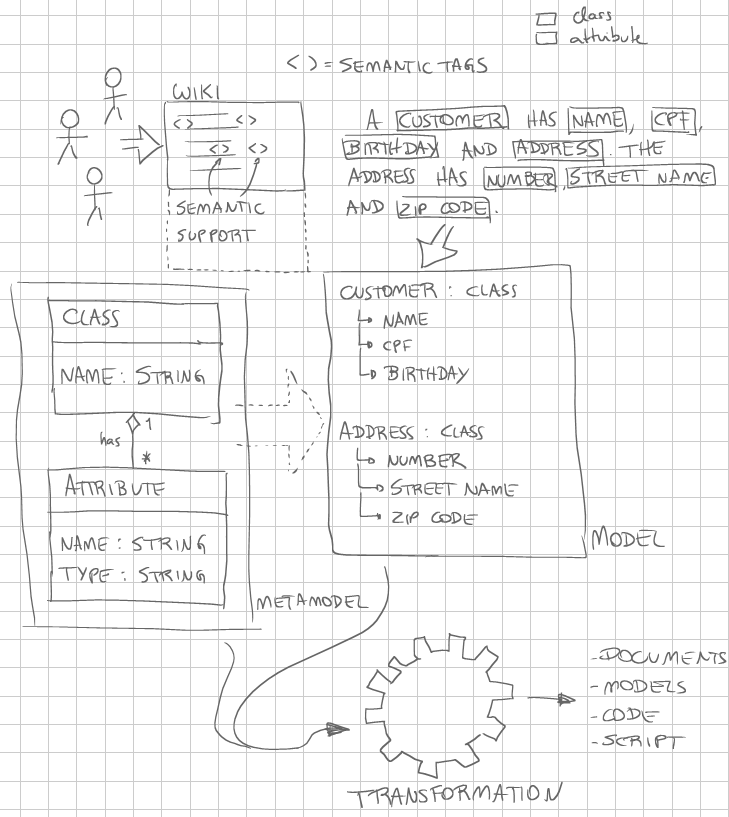 class
attribute
<> = SEMANTIC TAGS
WIKI
<> <>
<> <>
SEMANTIC
SUPPORT
A CUSTOMER HAS NAME, CPF,
BIRTHDAY AND ADDRESS. THE
ADDRESS HAS NUMBER, STREET NAME
AND ZIP CODE.
CLASS
NAME: STRING
1
has
*
ATTRIBUTE
NAME: STRING
TYPE: STRING
METAMODEL
CUSTOMER: CLASS
NAME
CPF
BIRTHDAY
ADDRESS: CLASS
NUMBER
STREET NAME
ZIP CODE
MODEL
TRANSFORMATION
-DOCUMENTS
-MODELS
-CODE
-SCRIPT